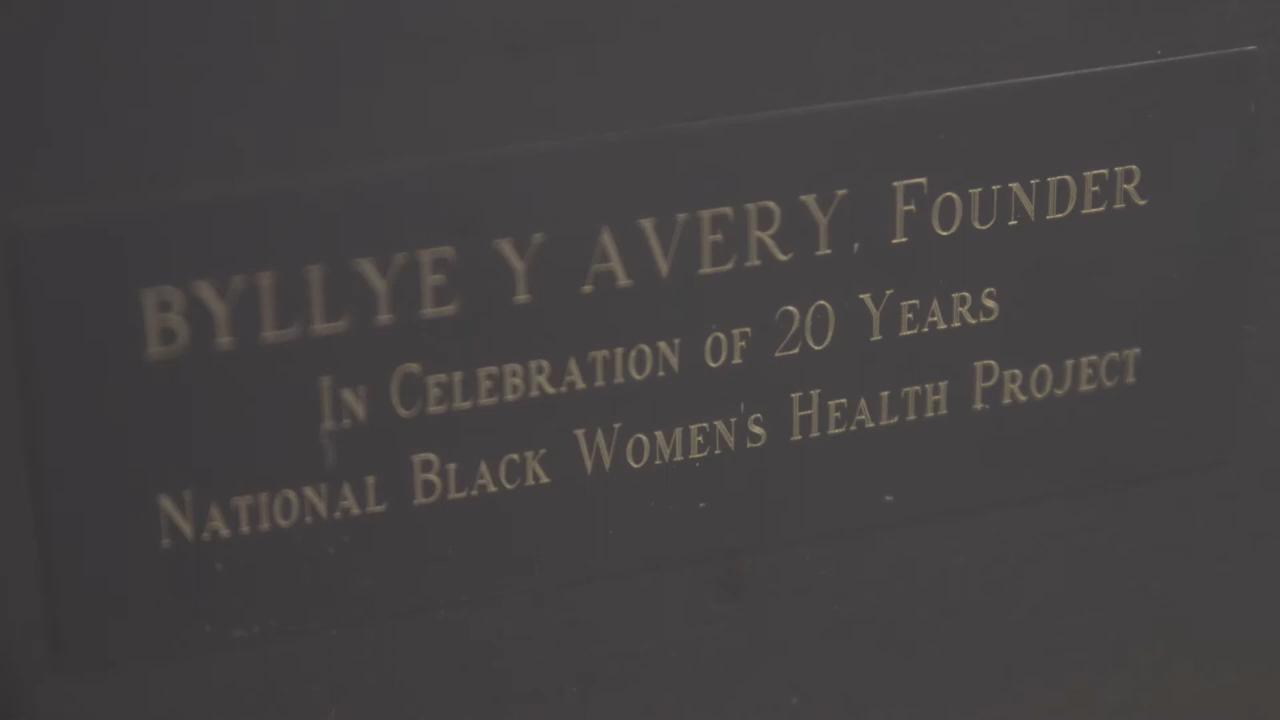 BYLLYE Y AVERY, FOUNDER
IN CELEBRATION OF 20 YEARS
NATIONAL BLACK WOMEN'S HEALTH PROJECT